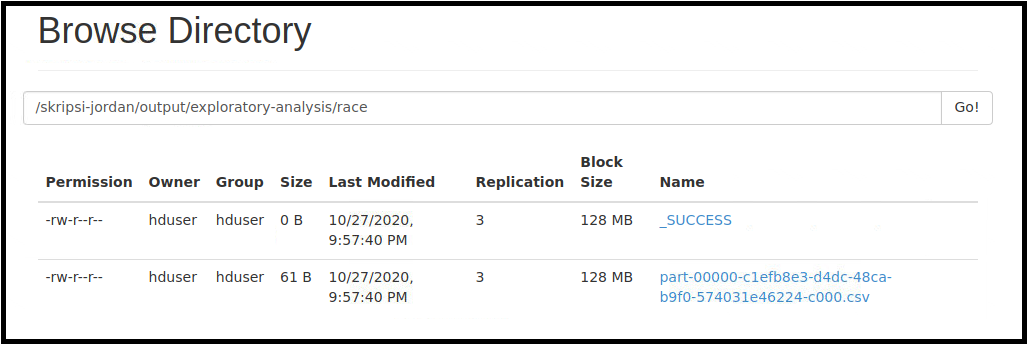 Browse Directory
/skripsi-jordan/output/exploratory-analysis/race Go!
Permission Owner Group Size Last Modified Replication Block Size Name
-rw-r--r-- hduser hduser 0 B 10/27/2020, 9:57:40 PM 3 128 MB _SUCCESS
-rw-r--r-- hduser hduser 61 B 10/27/2020, 9:57:40 PM 3 128 MB part-00000-c1efb8e3-d4dc-48ca-b9f0-574031e46224-c000.csv